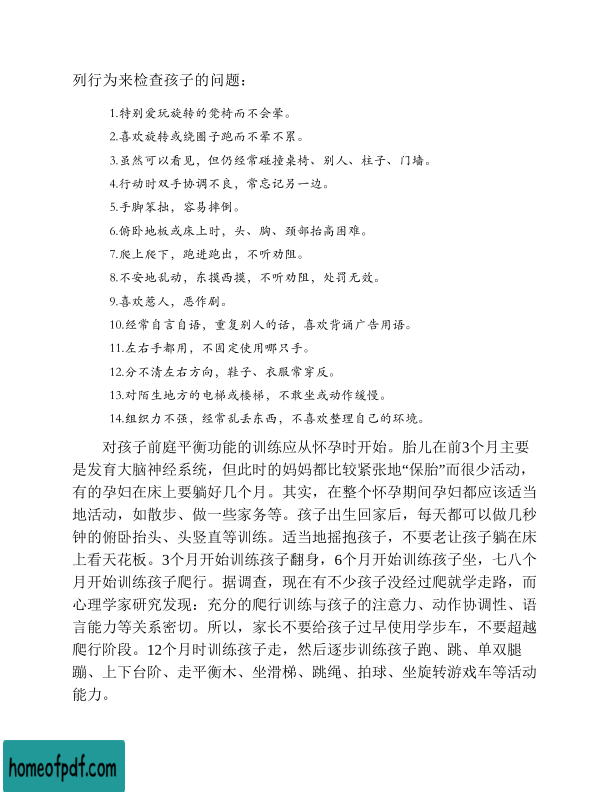 列行为来检查孩子的问题：
1.特别爱玩旋转的凳椅而不会晕。
2.喜欢旋转或绕圈子跑而不晕不累。
3.虽然可以看见，但仍经常碰撞桌椅、别人、柱子、门墙。
4.行动时双手协调不良，常忘记另一边。
5.手脚笨拙，容易摔倒。
6.俯卧地板或床上时，头、胸、颈部抬高困难。
7.爬上爬下，跑进跑出，不听劝阻。
8.不安地乱动，东摸西摸，不听劝阻，处罚无效。
9.喜欢惹人，恶作剧。
10.经常自言自语，重复别人的话，喜欢背诵广告用语。
11.左右手都用，不固定使用哪只手。
12.分不清左右方向，鞋子、衣服常穿反。
13.对陌生地方的电梯或楼梯，不敢坐或动作缓慢。
14.组织力不强，经常乱丢东西，不喜欢整理自己的环境。
对孩子前庭平衡功能的训练应从怀孕时开始。胎儿在前3个月主要
是发育大脑神经系统，但此时的妈妈都比较紧张地“保胎”而很少活动，
有的孕妇在床上要躺好几个月。其实，在整个怀孕期间孕妇都应该适当
地活动，如散步、做一些家务等。孩子出生回家后，每天都可以做几秒
钟的俯卧抬头、头竖直等训练。适当地摇抱孩子，不要老让孩子躺在床
上看天花板。3个月开始训练孩子翻身，6个月开始训练孩子坐，七八个
月开始训练孩子爬行。据调查，现在有不少孩子没经过爬就学走路，而
心理学家研究发现：充分的爬行训练与孩子的注意力、动作协调性、语
言能力等关系密切。所以，家长不要给孩子过早使用学步车，不要超越
爬行阶段。12个月时训练孩子走，然后逐步训练孩子跑、跳、单双腿
蹦、上下台阶、走平衡木、坐滑梯、跳绳、拍球、坐旋转游戏车等活动
能力。
homeofpdf.com